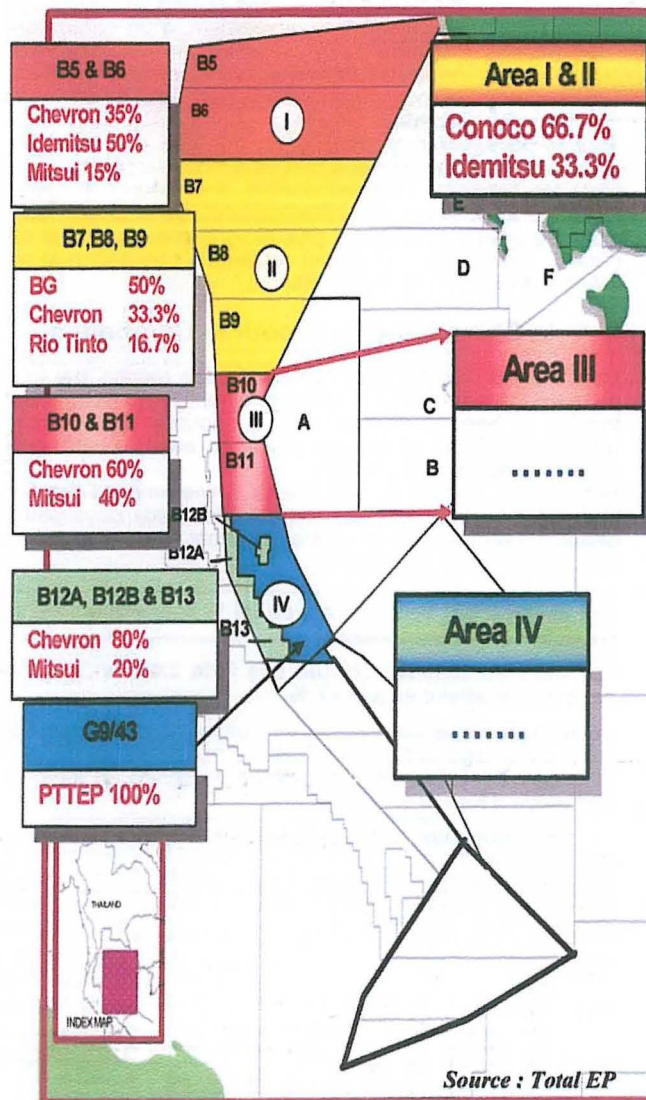 B5 & B6
Chevron 35%
Idemitsu 50%
Mitsui 15%
B7,B8, B9
BG 50%
Chevron 33.3%
Rio Tinto 16.7%
B10 & B11
Chevron 60%
Mitsui 40%
B12A, B12B & B13
Chevron 80%
Mitsui 20%
G9/43
PTTEP 100%
B5
B6
I
B7
B8
II
B9
B10
III
B11
B12B
B12A
IV
B13
A
Area I & II
Conoco 66.7%
Idemitsu 33.3%
E
D
F
C
B
Area III
.......
Area IV
.......
THAILAND
INDEX MAP
Source : Total EP